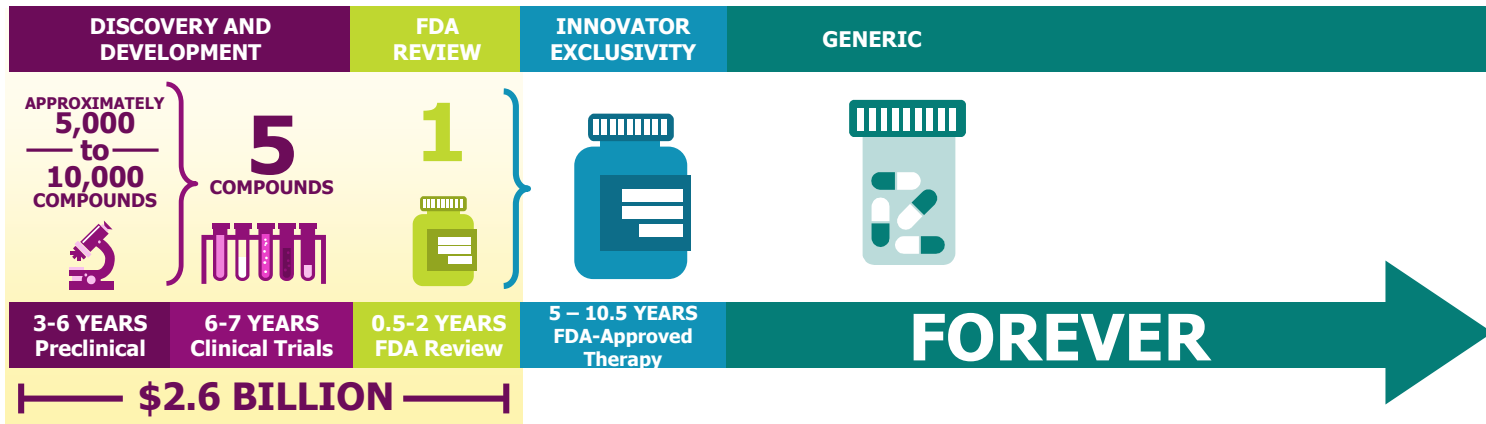 DISCOVERY AND
DEVELOPMENT
FDA
REVIEW
INNOVATOR
EXCLUSIVITY
GENERIC
APPROXIMATELY
5,000
to
10,000
COMPOUNDS
5
COMPOUNDS
1
3-6 YEARS
Preclinical
6-7 YEARS
Clinical Trials
0.5-2 YEARS
FDA Review
5 – 10.5 YEARS
FDA-Approved
Therapy
FOREVER
$2.6 BILLION